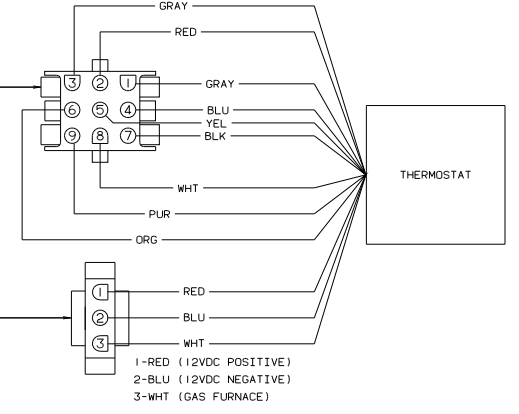 GRAY
RED
3 2 1 GRAY
6 5 4 BLU
YEL
9 8 7 BLK
THERMOSTAT
WHT
PUR
ORG
1 RED
2 BLU
3 WHT
1-RED (12VDC POSITIVE)
2-BLU (12VDC NEGATIVE)
3-WHT (GAS FURNACE)